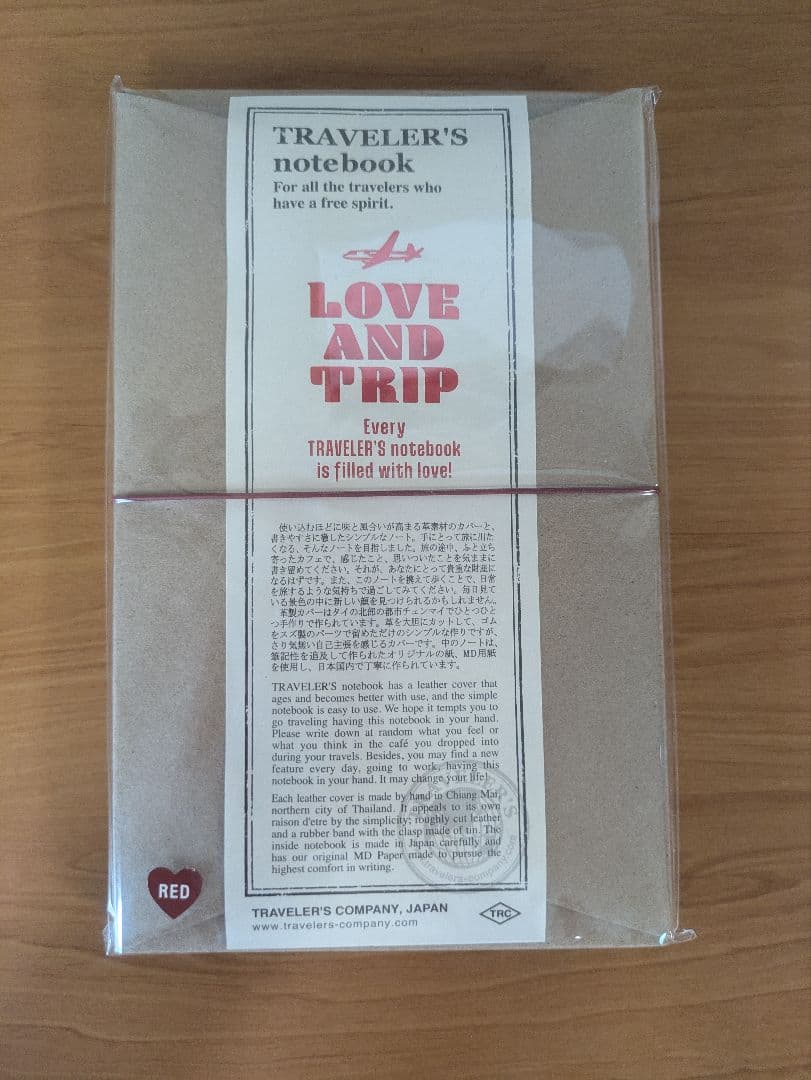 TRAVELER'S
notebook
For all the travelers who
have a free spirit.
LOVE
AND
TRIP
Every
TRAVELER'S notebook
is filled with love!
使い込むほどに味と風合いが高まる革素材のカバーと、
書きやすさに徹したシンプルなノート。手にとって旅に出た
くなる、そんなノートを目指しました。旅の途中、ふと立ち
寄ったカフェで、感じたこと、思いついたことを気ままに
書き留めてください。それが、あなたにとって貴重な財産に
なるはずです。また、このノートを携えて歩くことで、日常
を旅するような気持ちで過ごしてみてください。毎日見て
いる景色の中に新しい顔を見つけられるかもしれません。
革製カバーはタイの北部の都市チェンマイでひとつひと
つ手作りで作られています。革を大胆にカットして、ゴム
をスズ製のパーツで留めただけのシンプルな作りですが、
さり気無い自己主張を感じるカバーです。中のノートは、
筆記性を追及して作られたオリジナルの紙、MD用紙
を使用し、日本国内で丁寧に作られています。
TRAVELER'S notebook has a leather cover that
ages and becomes better with use, and the simple
notebook is easy to use. We hope it tempts you to
go traveling having this notebook in your hand.
Please write down at random what you feel or
what you think in the café you dropped into
during your travels. Besides, you may find a new
feature every day, going to work, having this
notebook in your hand. It may change your life!
Each leather cover is made by hand in Chiang Mai,
northern city of Thailand. It appeals to its own
raison d'etre by the simplicity; roughly cut leather
and a rubber band with the clasp made of tin. The
inside notebook is made in Japan carefully and
has our original MD Paper made to pursue the
highest comfort in writing.
RED
TRAVELER'S COMPANY, JAPAN
www.travelers-company.com
TRC